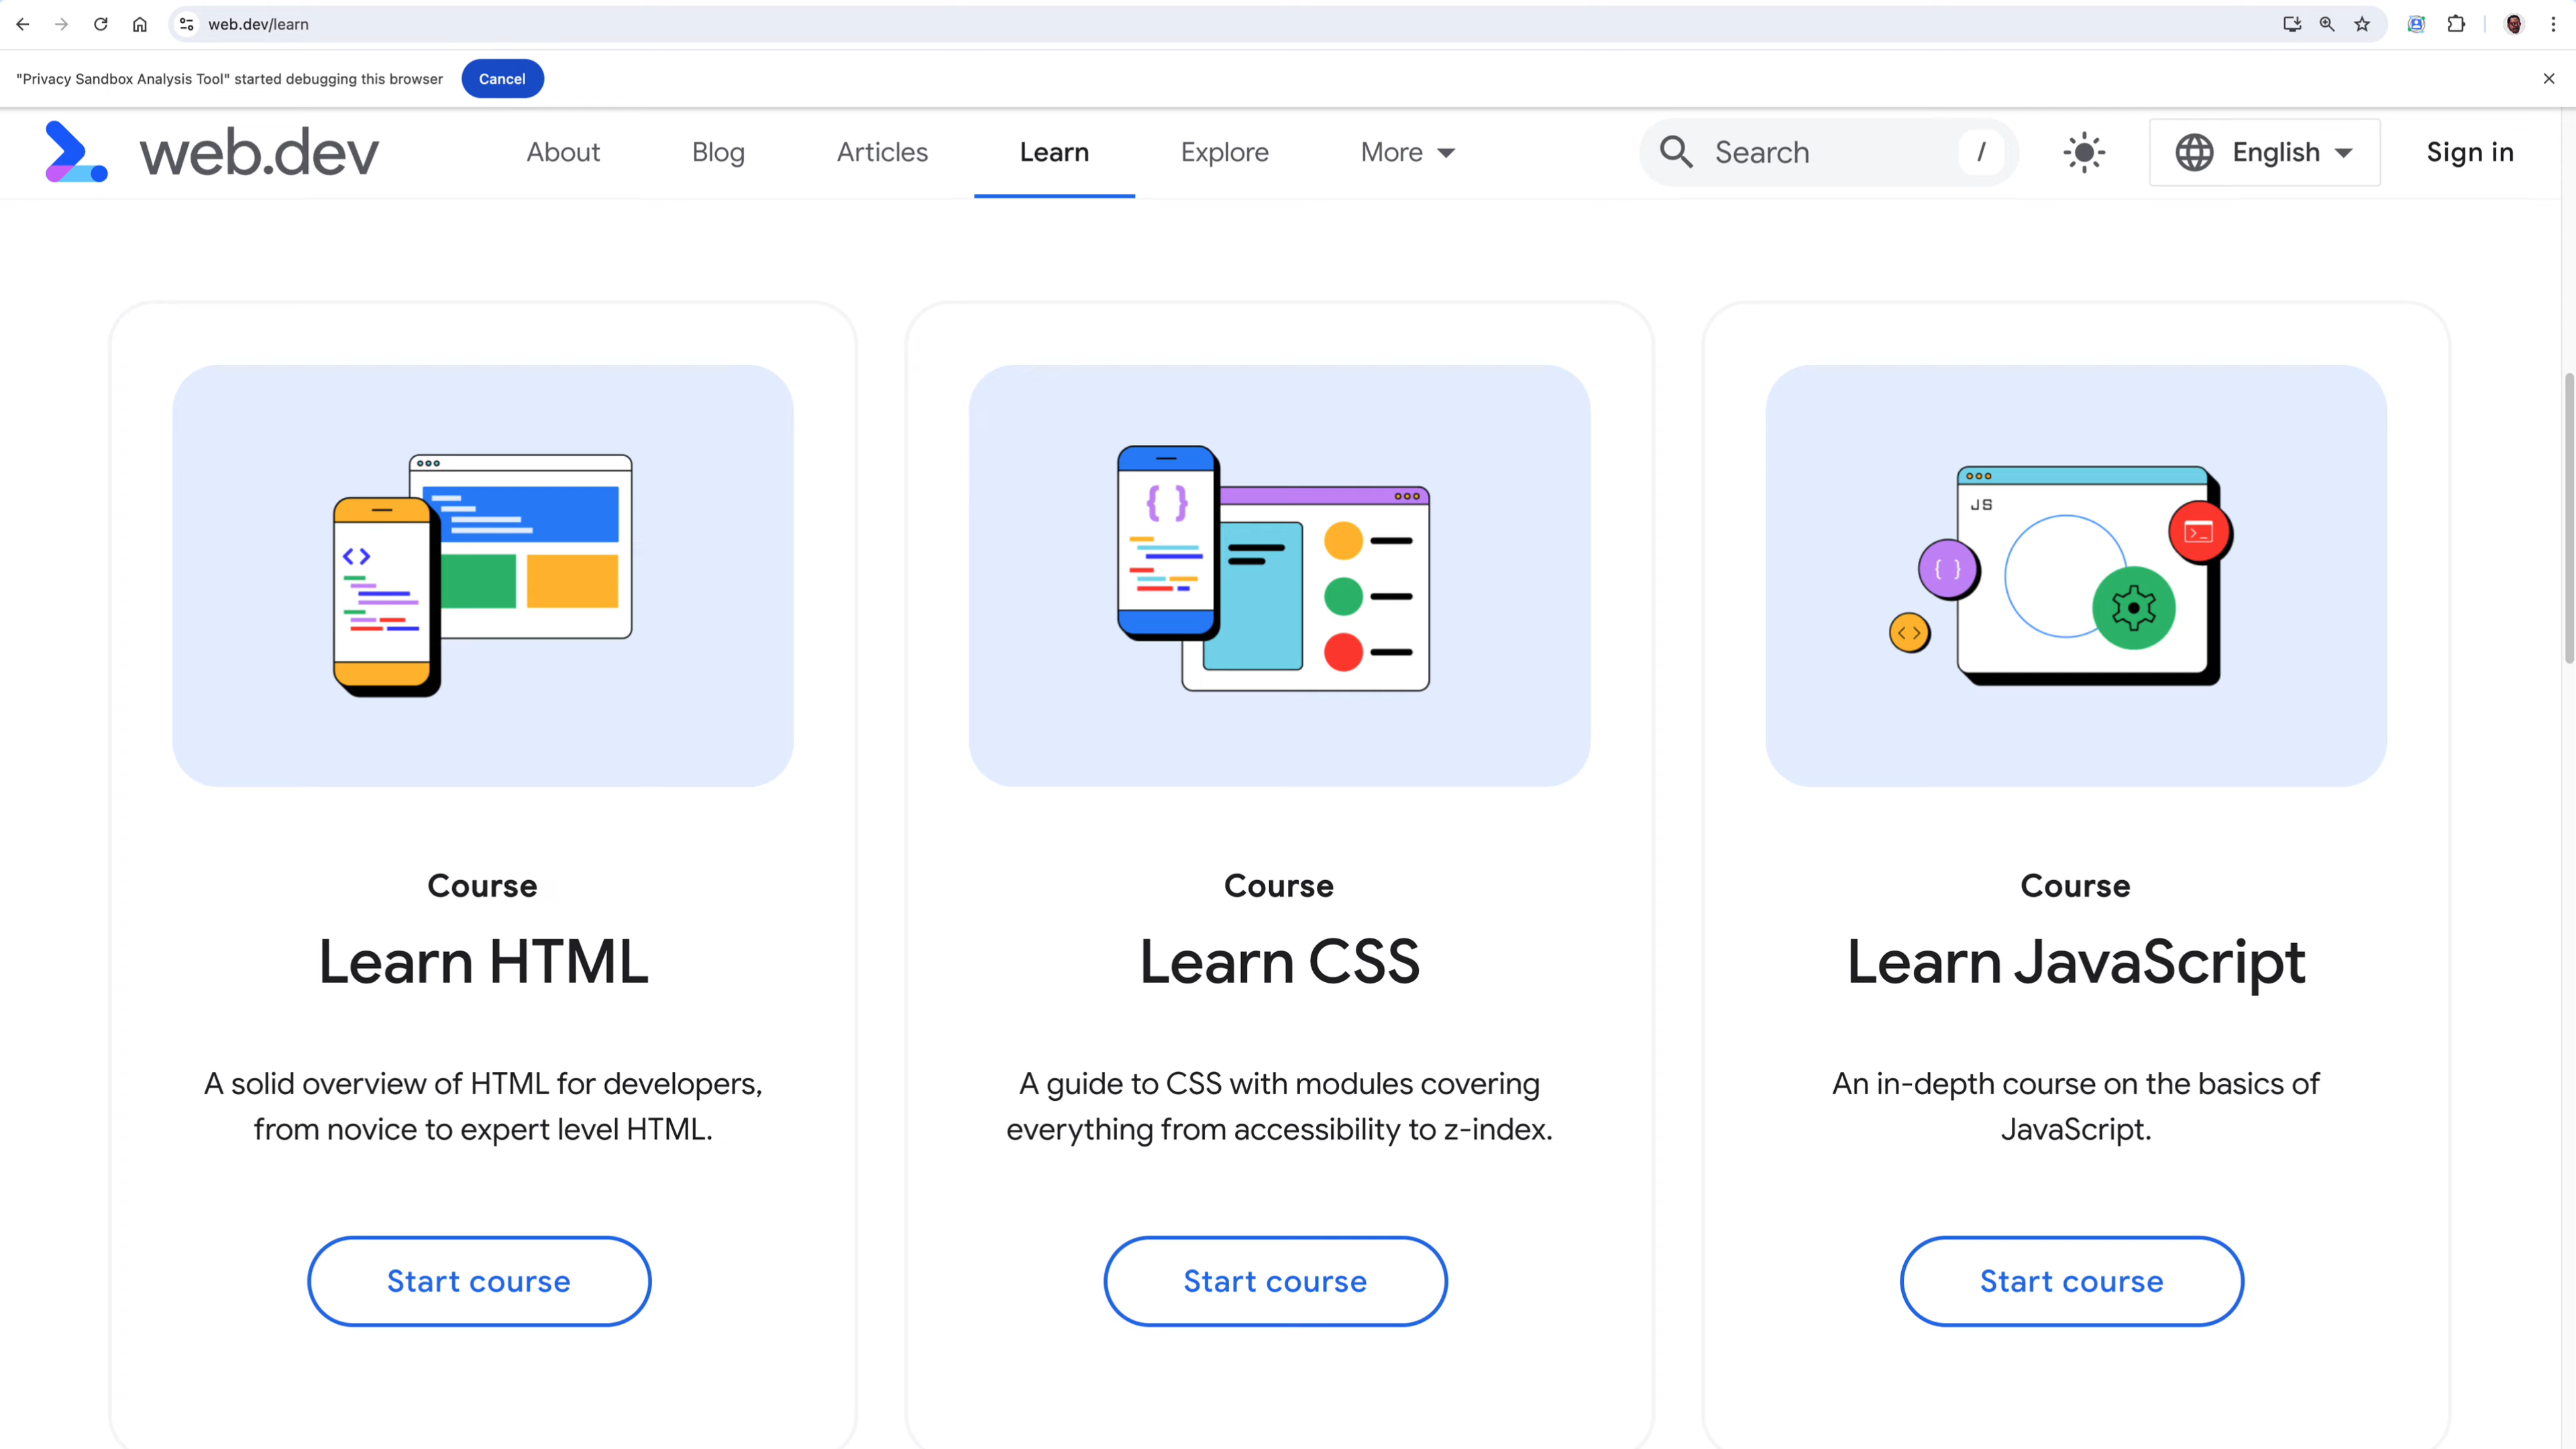 web.dev/learn
"Privacy Sandbox Analysis Tool" started debugging this browser Cancel
web.dev About Blog Articles Learn Explore More Search / English Sign in
JS
Course
Learn HTML
A solid overview of HTML for developers,
from novice to expert level HTML.
Start course
Course
Learn CSS
A guide to CSS with modules covering
everything from accessibility to z-index.
Start course
Course
Learn JavaScript
An in-depth course on the basics of
JavaScript.
Start course